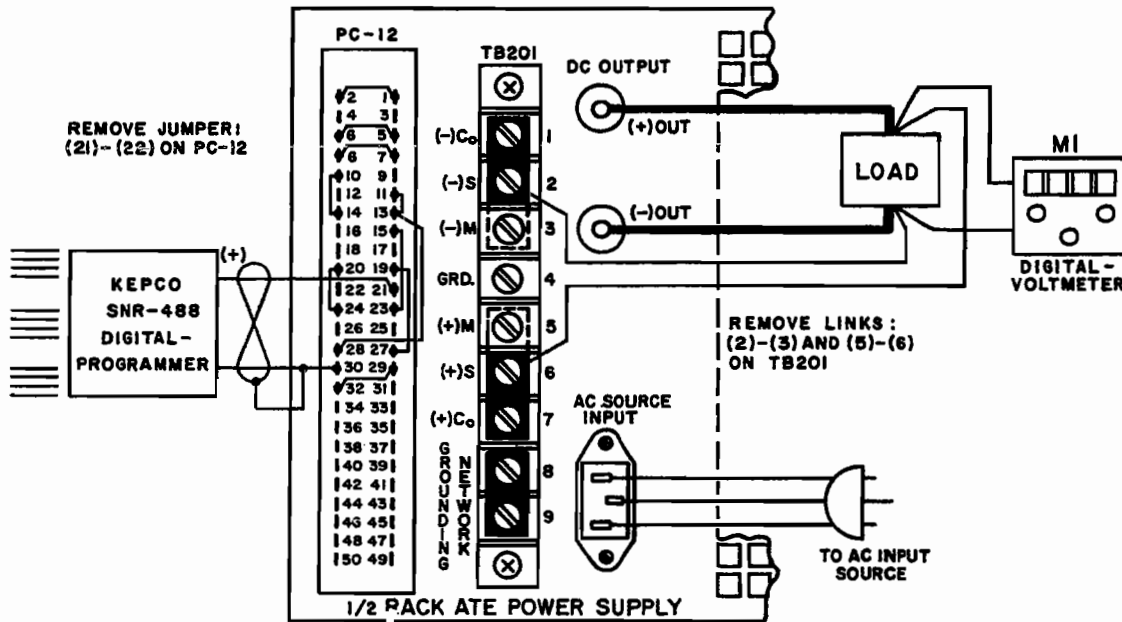 PC-12
TB201
DC OUTPUT
REMOVE JUMPER:
(21)-(22) ON PC-12
2 1
4 3
6 5
6 7
10 9
12 11
14 13
16 15
18 17
20 19
22 21
24 23
26 25
28 27
30 29
32 31
34 33
36 35
38 37
40 39
42 41
44 43
46 45
48 47
50 49
(-)Co 1
(-)S 2
(-)M 3
GRD. 4
(+)M 5
(+)S 6
(+)Co 7
8
9
GROUNDING
NETWORK
(+)OUT
(-)OUT
LOAD
M1
DIGITAL-
VOLTMETER
(+)
KEPCO
SNR-488
DIGITAL-
PROGRAMMER
REMOVE LINKS:
(2)-(3) AND (5)-(6)
ON TB201
AC SOURCE
INPUT
TO AC INPUT
SOURCE
1/2 RACK ATE POWER SUPPLY